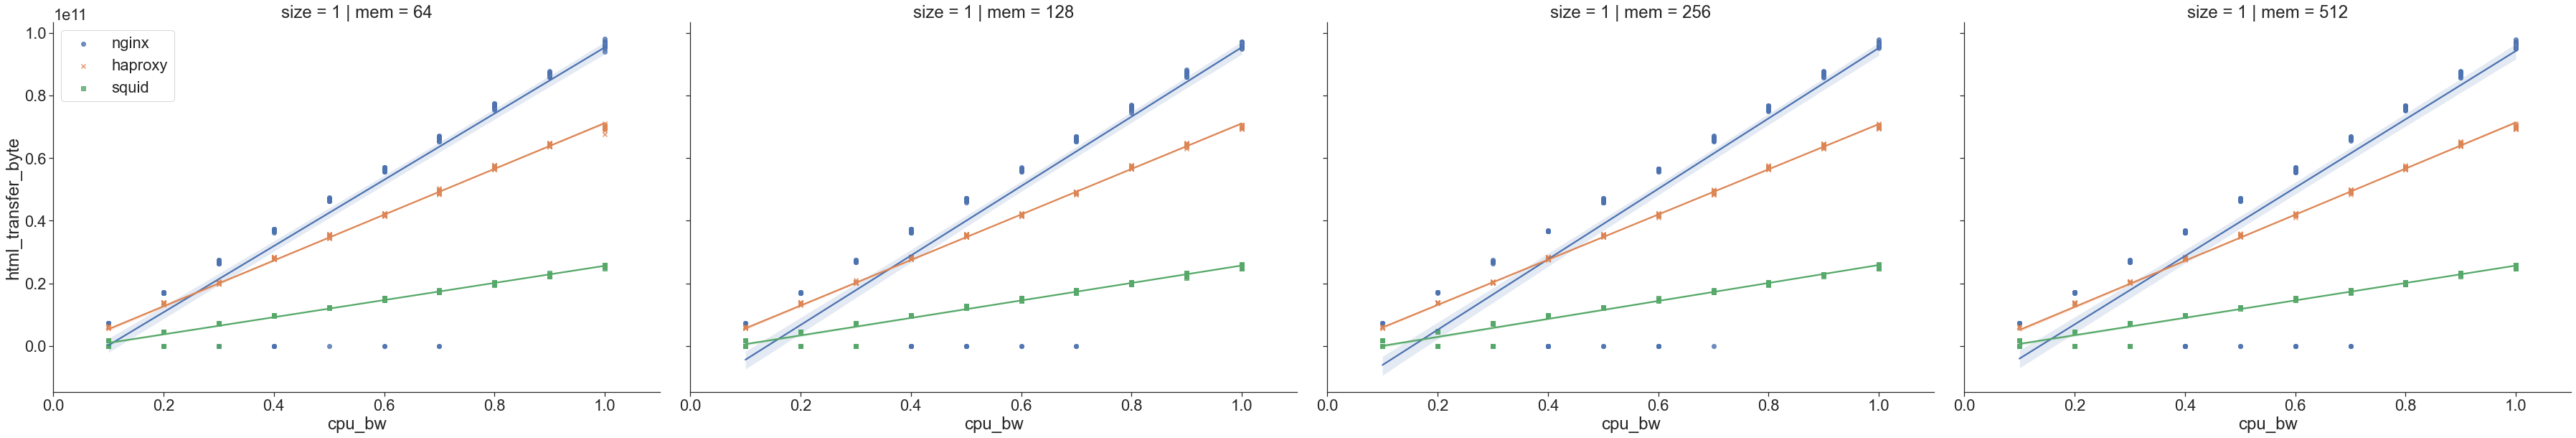 size = 1 | mem = 64
size = 1 | mem = 128
size = 1 | mem = 256
size = 1 | mem = 512
1e11
nginx
haproxy
squid
html_transfer_byte
1.0
0.8
0.6
0.4
0.2
0.0
0.0 0.2 0.4 0.6 0.8 1.0
0.0 0.2 0.4 0.6 0.8 1.0
0.0 0.2 0.4 0.6 0.8 1.0
0.0 0.2 0.4 0.6 0.8 1.0
cpu_bw
cpu_bw
cpu_bw
cpu_bw